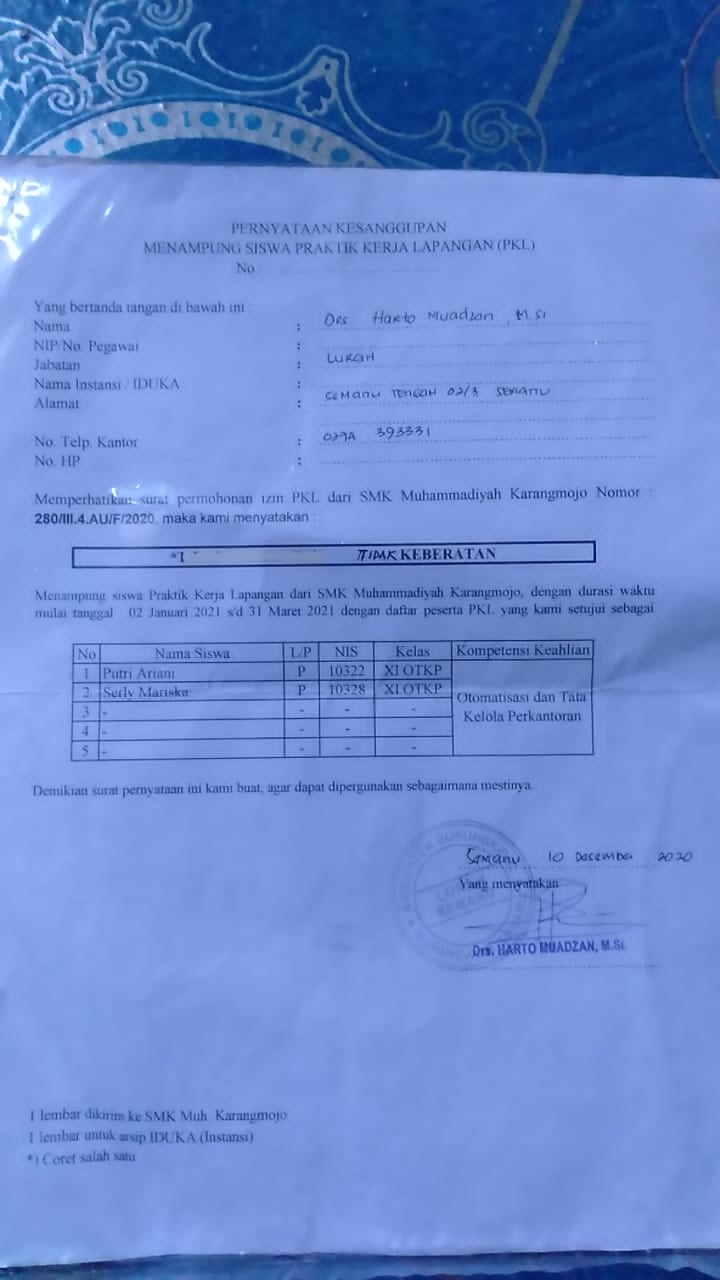 PERNYATAAN KESANGGUPAN
MENAMPUNG SISWA PRAKTIK KERJA LAPANGAN (PKL)
No
Yang bertanda tangan di bawah ini :
Nama : Drs Harto Muadzan, M.Si
NIP/No. Pegawai :
Jabatan : LURAH
Nama Instansi / IDUKA :
Alamat : SEMANU TENGAH 02/3 SEMANU
No. Telp. Kantor : 0274 393331
No. HP :
Memperhatikan surat permohonan izin PKL dari SMK Muhammadiyah Karangmojo Nomor :
280/III.4.AU/F/2020, maka kami menyatakan :
TIDAK KEBERATAN
Menampung siswa Praktik Kerja Lapangan dari SMK Muhammadiyah Karangmojo, dengan durasi waktu
mulai tanggal 02 Januari 2021 s/d 31 Maret 2021 dengan daftar peserta PKL yang kami setujui sebagai
No Nama Siswa L/P NIS Kelas Kompetensi Keahlian
1 Putri Ariani P 10322 XI OTKP
2 Serly Mariska P 10328 XI OTKP Otomatisasi dan Tata
3 - - - - Kelola Perkantoran
4 - - - -
5 - - - -
Demikian surat pernyataan ini kami buat, agar dapat dipergunakan sebagaimana mestinya.
Semanu 10 Desember 2020
Yang menyatakan
Drs. HARTO MUADZAN, M.Si.
1 lembar dikirim ke SMK Muh. Karangmojo
1 lembar untuk arsip IDUKA (Instansi)
*) Coret salah satu